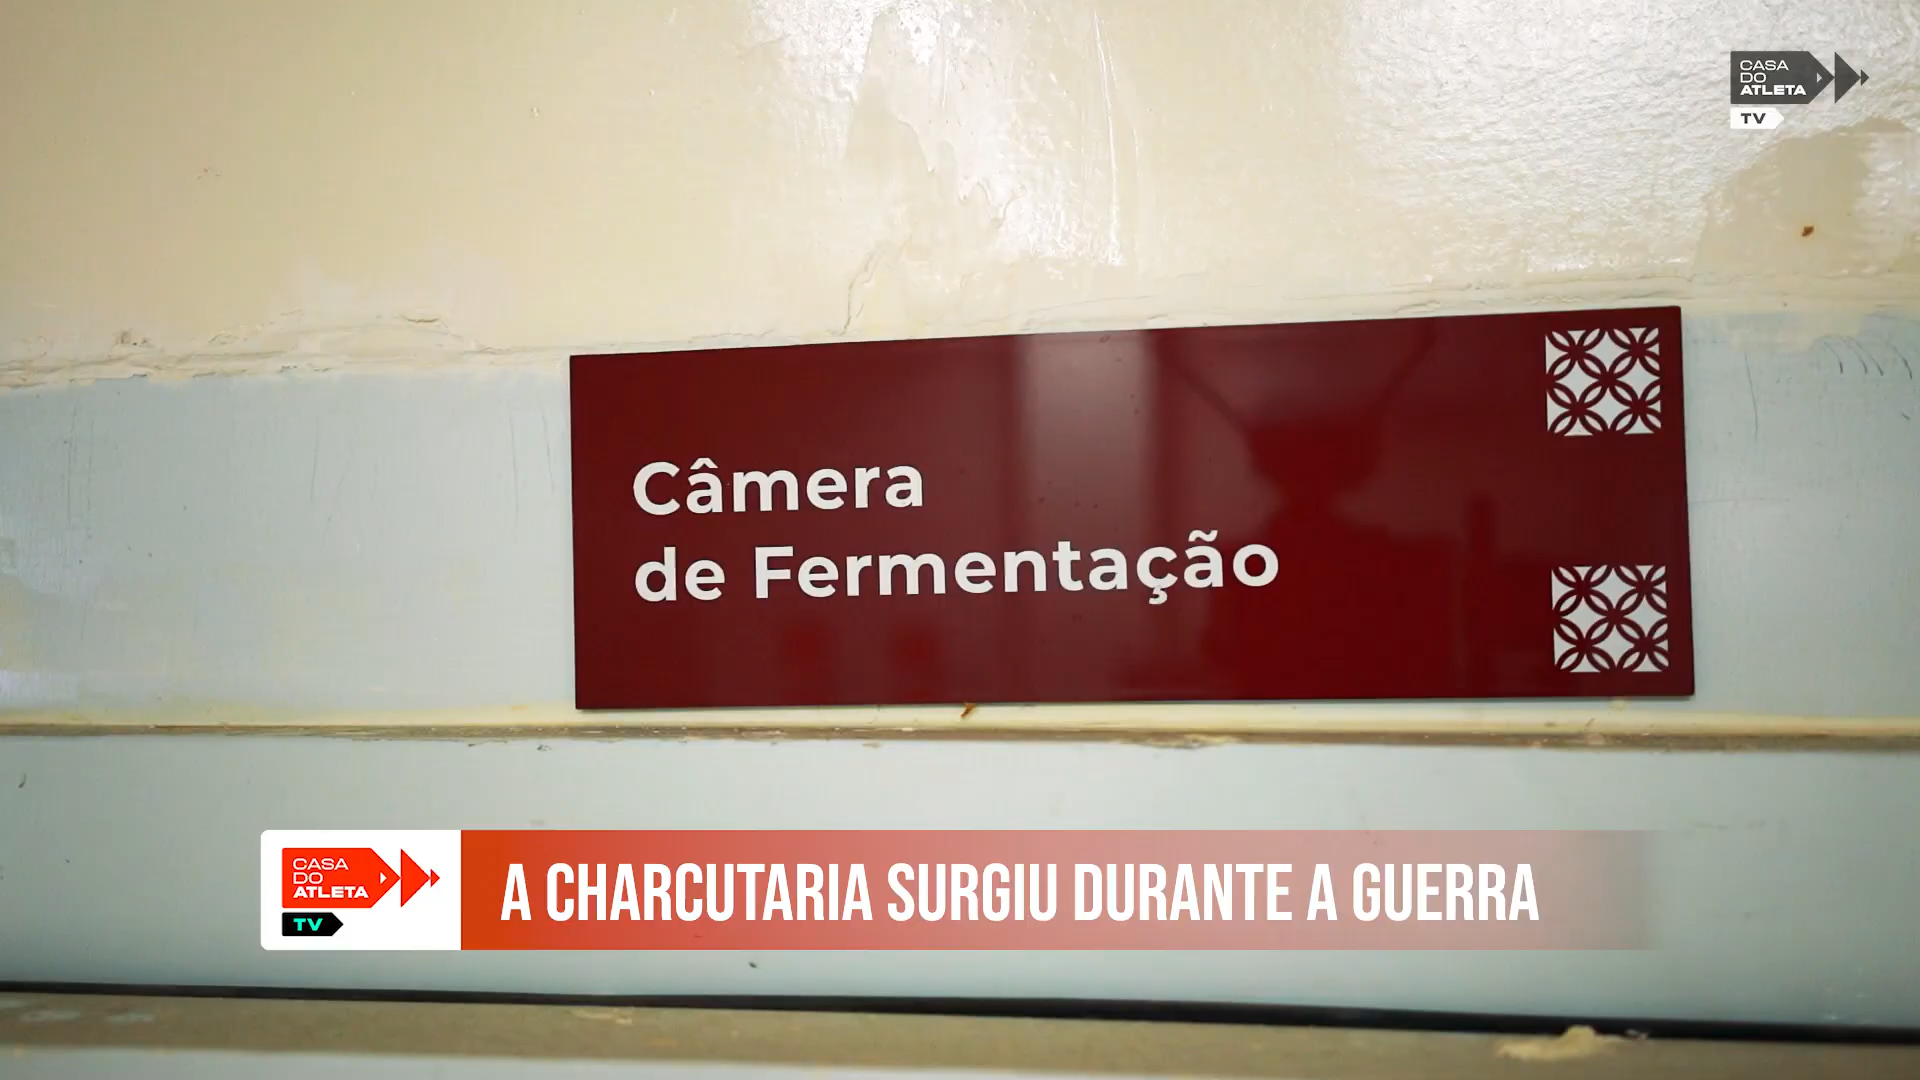 CASA
DO
ATLETA
TV
Câmera
de Fermentação
CASA
DO
ATLETA
TV
A CHARCUTARIA SURGIU DURANTE A GUERRA